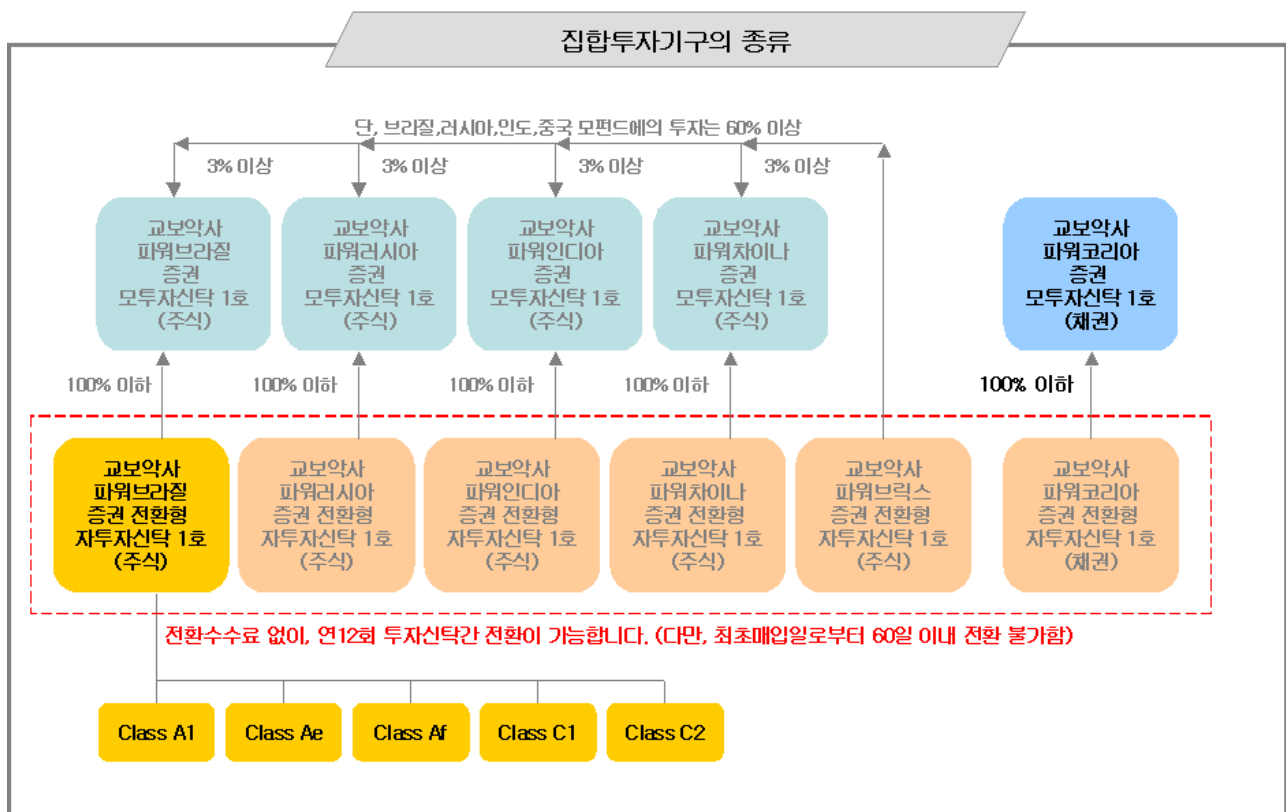 집합투자기구의 종류
단, 브라질,러시아,인도,중국 모펀드에의 투자는 60% 이상
3% 이상
3% 이상
3% 이상
3% 이상
교보악사
파워브라질
증권
모투자신탁 1호
(주식)
교보악사
파워러시아
증권
모투자신탁 1호
(주식)
교보악사
파워인디아
증권
모투자신탁 1호
(주식)
교보악사
파워차이나
증권
모투자신탁 1호
(주식)
교보악사
파워코리아
증권
모투자신탁 1호
(채권)
100% 이하
100% 이하
100% 이하
100% 이하
100% 이하
교보악사
파워브라질
증권 전환형
자투자신탁 1호
(주식)
교보악사
파워러시아
증권 전환형
자투자신탁 1호
(주식)
교보악사
파워인디아
증권 전환형
자투자신탁 1호
(주식)
교보악사
파워차이나
증권 전환형
자투자신탁 1호
(주식)
교보악사
파워브릭스
증권 전환형
자투자신탁 1호
(주식)
교보악사
파워코리아
증권 전환형
자투자신탁 1호
(채권)
전환수수료 없이, 연12회 투자신탁간 전환이 가능합니다. (다만, 최초매입일로부터 60일 이내 전환 불가함)
Class A1
Class Ae
Class Af
Class C1
Class C2